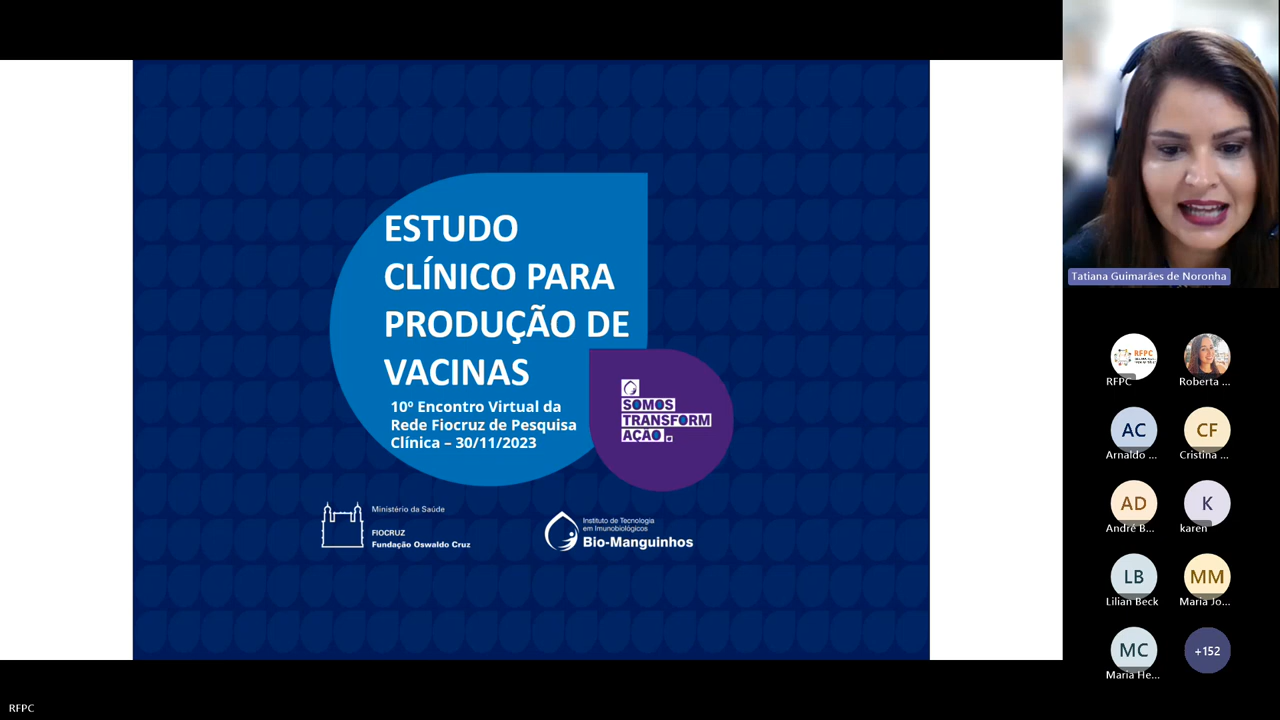 ESTUDO
CLÍNICO PARA
PRODUÇÃO DE
VACINAS
10º Encontro Virtual da
Rede Fiocruz de Pesquisa
Clínica – 30/11/2023
SOMOS
TRANSFORM
AÇÃO.
Ministério da Saúde
FIOCRUZ
Fundação Oswaldo Cruz
Instituto de Tecnologia
em Imunobiológicos
Bio-Manguinhos
Tatiana Guimarães de Noronha
RFPC
RFPC
Roberta ...
AC
Arnaldo ...
CF
Cristina ...
AD
André B...
K
karen
LB
Lilian Beck
MM
Maria Jo...
MC
Maria He...
+152
RFPC